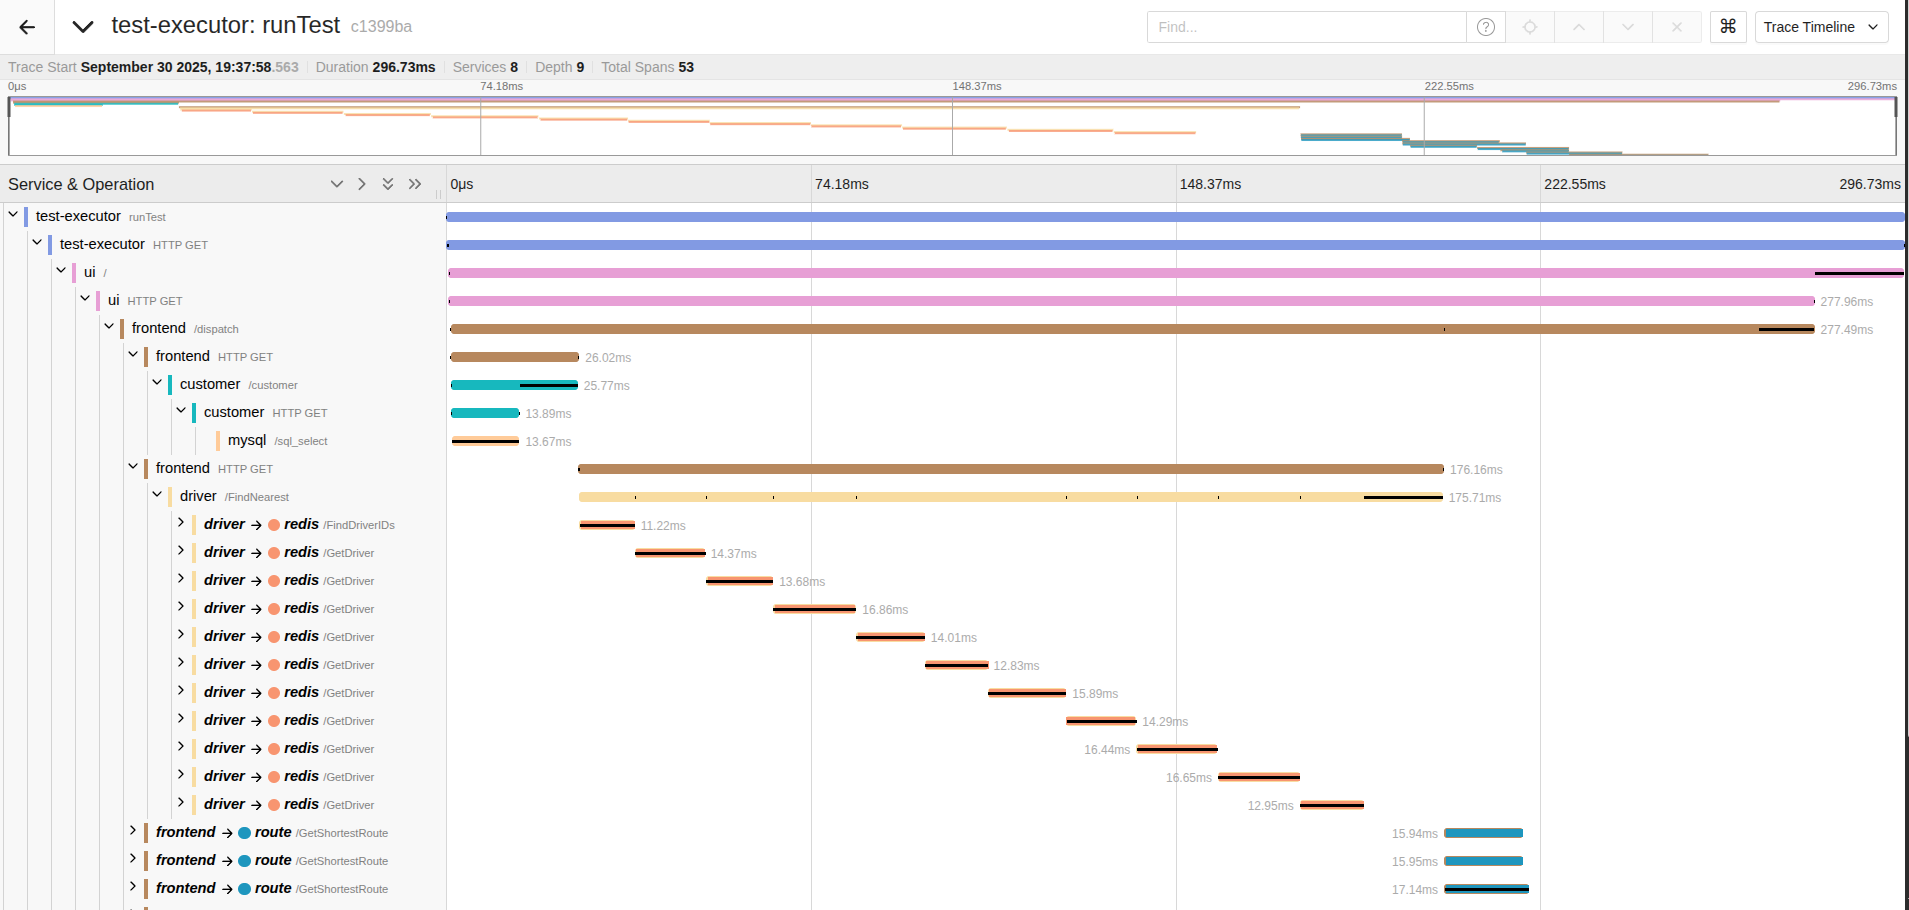 test-executor: runTest c1399ba Find... ? ⌘ Trace Timeline
Trace Start September 30 2025, 19:37:58.563 Duration 296.73ms Services 8 Depth 9 Total Spans 53
0μs 74.18ms 148.37ms 222.55ms 296.73ms
Service & Operation 0μs 74.18ms 148.37ms 222.55ms 296.73ms
test-executor runTest
test-executor HTTP GET
ui /
ui HTTP GET 277.96ms
frontend /dispatch 277.49ms
frontend HTTP GET 26.02ms
customer /customer 25.77ms
customer HTTP GET 13.89ms
mysql /sql_select 13.67ms
frontend HTTP GET 176.16ms
driver /FindNearest 175.71ms
driver → redis /FindDriverIDs 11.22ms
driver → redis /GetDriver 14.37ms
driver → redis /GetDriver 13.68ms
driver → redis /GetDriver 16.86ms
driver → redis /GetDriver 14.01ms
driver → redis /GetDriver 12.83ms
driver → redis /GetDriver 15.89ms
driver → redis /GetDriver 14.29ms
driver → redis /GetDriver 16.44ms
driver → redis /GetDriver 16.65ms
driver → redis /GetDriver 12.95ms
frontend → route /GetShortestRoute 15.94ms
frontend → route /GetShortestRoute 15.95ms
frontend → route /GetShortestRoute 17.14ms